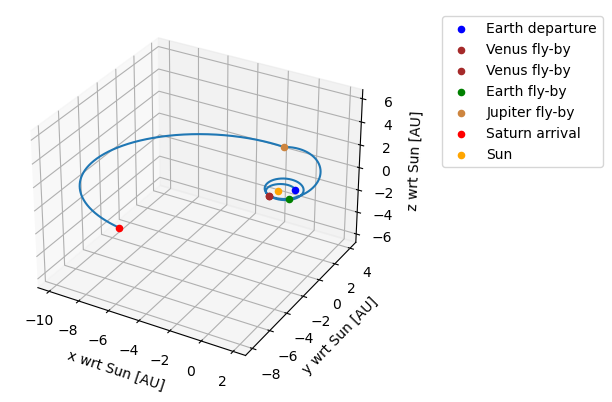 Earth departure
Venus fly-by
Venus fly-by
Earth fly-by
Jupiter fly-by
Saturn arrival
Sun
6
4
2
0
−2
−4
−6
z wrt Sun [AU]
4
2
0
−2
−4
−6
−8
y wrt Sun [AU]
−10
−8
−6
−4
−2
0
2
x wrt Sun [AU]